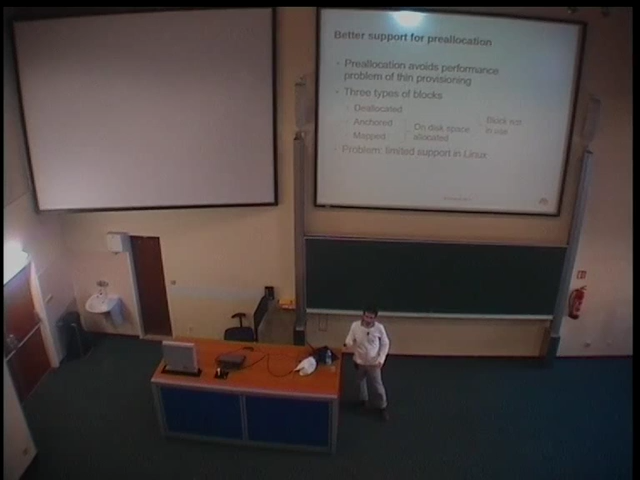 Better support for preallocation
- Preallocation avoids performance
problem of thin provisioning
- Three types of blocks
- Deallocated
- Anchored
- Mapped
On disk space
allocated
Block not
in use
- Problem: limited support in Linux